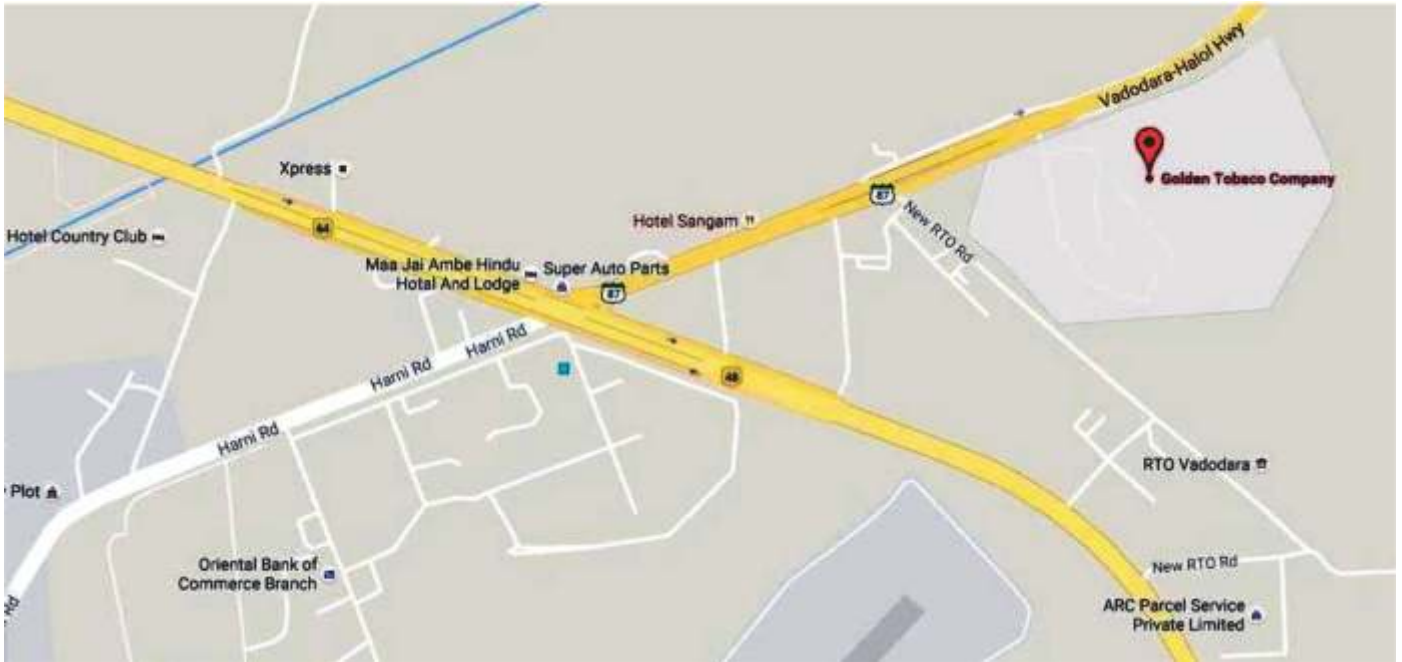 Vadodara-Halol Hwy
Golden Tobaco Company
Xpress
64
87
Hotel Sangam
New RTO Rd
Hotel Country Club
Maa Jai Ambe Hindu
Hotal And Lodge
Super Auto Parts
87
Harni Rd
Harni Rd
48
Harni Rd
RTO Vadodara
Plot
Oriental Bank of
Commerce Branch
New RTO Rd
ARC Parcel Service
Private Limited
Rd